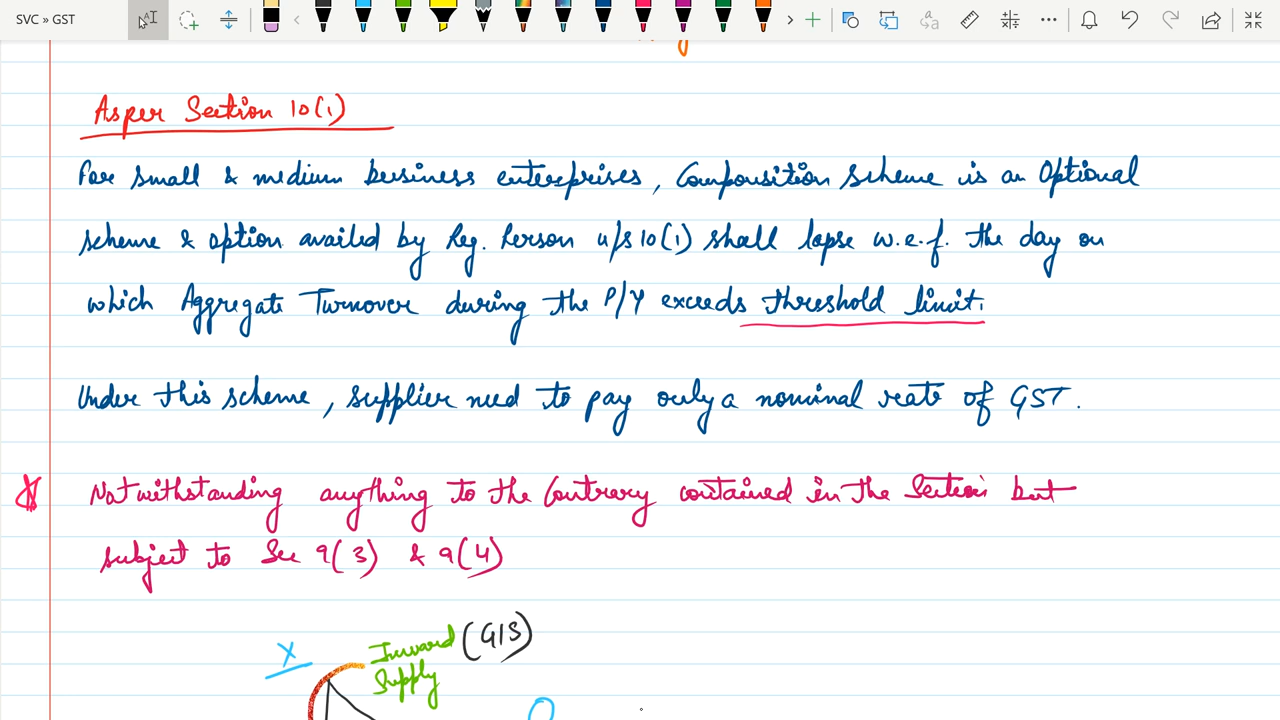 SVC » GST
As per Section 10(1)
For small & medium business enterprises, Composition Scheme is an Optional
scheme & option availed by Reg. Person u/s 10(1) shall lapse w.e.f. the day on
which Aggregate Turnover during the P/Y exceeds threshold limit.
Under this scheme, supplier need to pay only a nominal rate of GST.
Notwithstanding anything to the Contrary contained in the Section but
subject to Sec 9(3) & 9(4)
X
Inward (G/S)
Supply